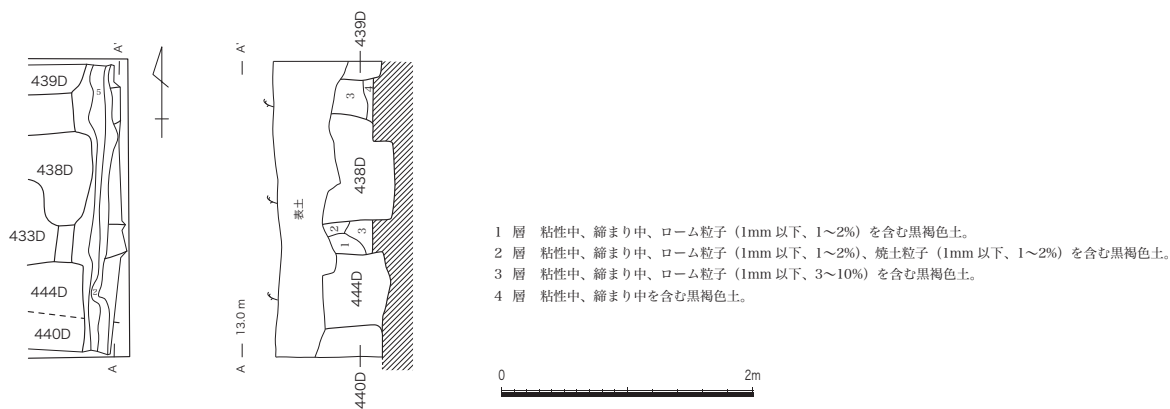 A'
439D
5
438D
433D
444D
2
440D
A
A'
439D
3
4
438D
表土
2
3
1
444D
A — 13.0 m
440D
1 層 粘性中、締まり中、ローム粒子（1mm 以下、1〜2%）を含む黒褐色土。
2 層 粘性中、締まり中、ローム粒子（1mm 以下、1〜2%）、焼土粒子（1mm 以下、1〜2%）を含む黒褐色土。
3 層 粘性中、締まり中、ローム粒子（1mm 以下、3〜10%）を含む黒褐色土。
4 層 粘性中、締まり中を含む黒褐色土。
0 2m